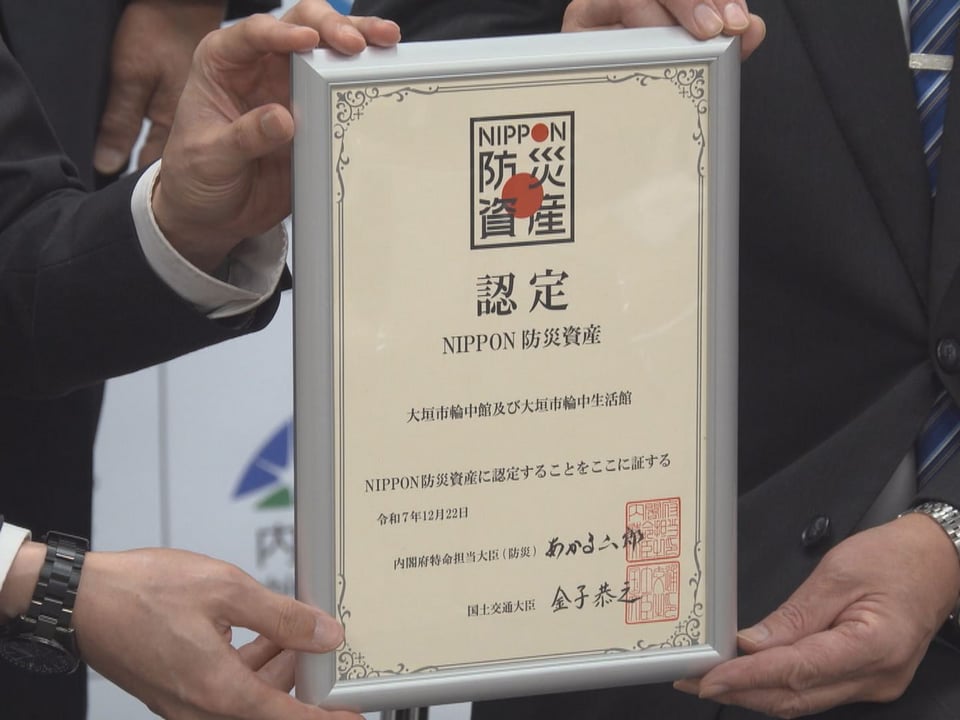 NIPPON
防災
資産
認定
NIPPON 防災資産
大垣市輪中館及び大垣市輪中生活館
NIPPON防災資産に認定することをここに証する
令和7年12月22日
内閣府特命担当大臣（防災） あかま二郎
国土交通大臣 金子恭之
内